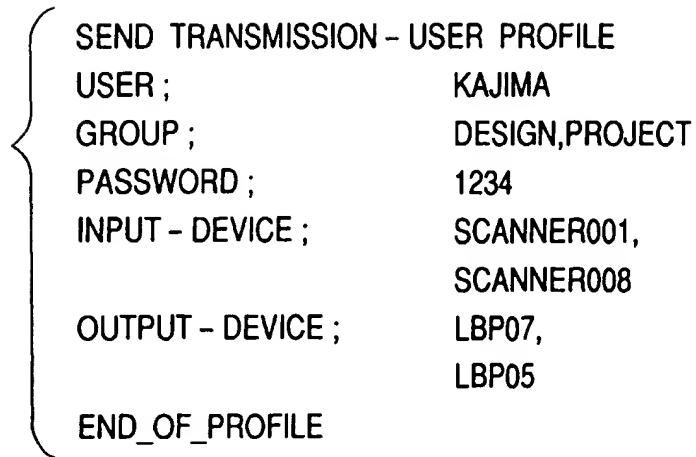 SEND TRANSMISSION – USER PROFILE
USER ; KAJIMA
GROUP ; DESIGN,PROJECT
PASSWORD ; 1234
INPUT – DEVICE ; SCANNER001,
SCANNER008
OUTPUT – DEVICE ; LBP07,
LBP05
END_OF_PROFILE